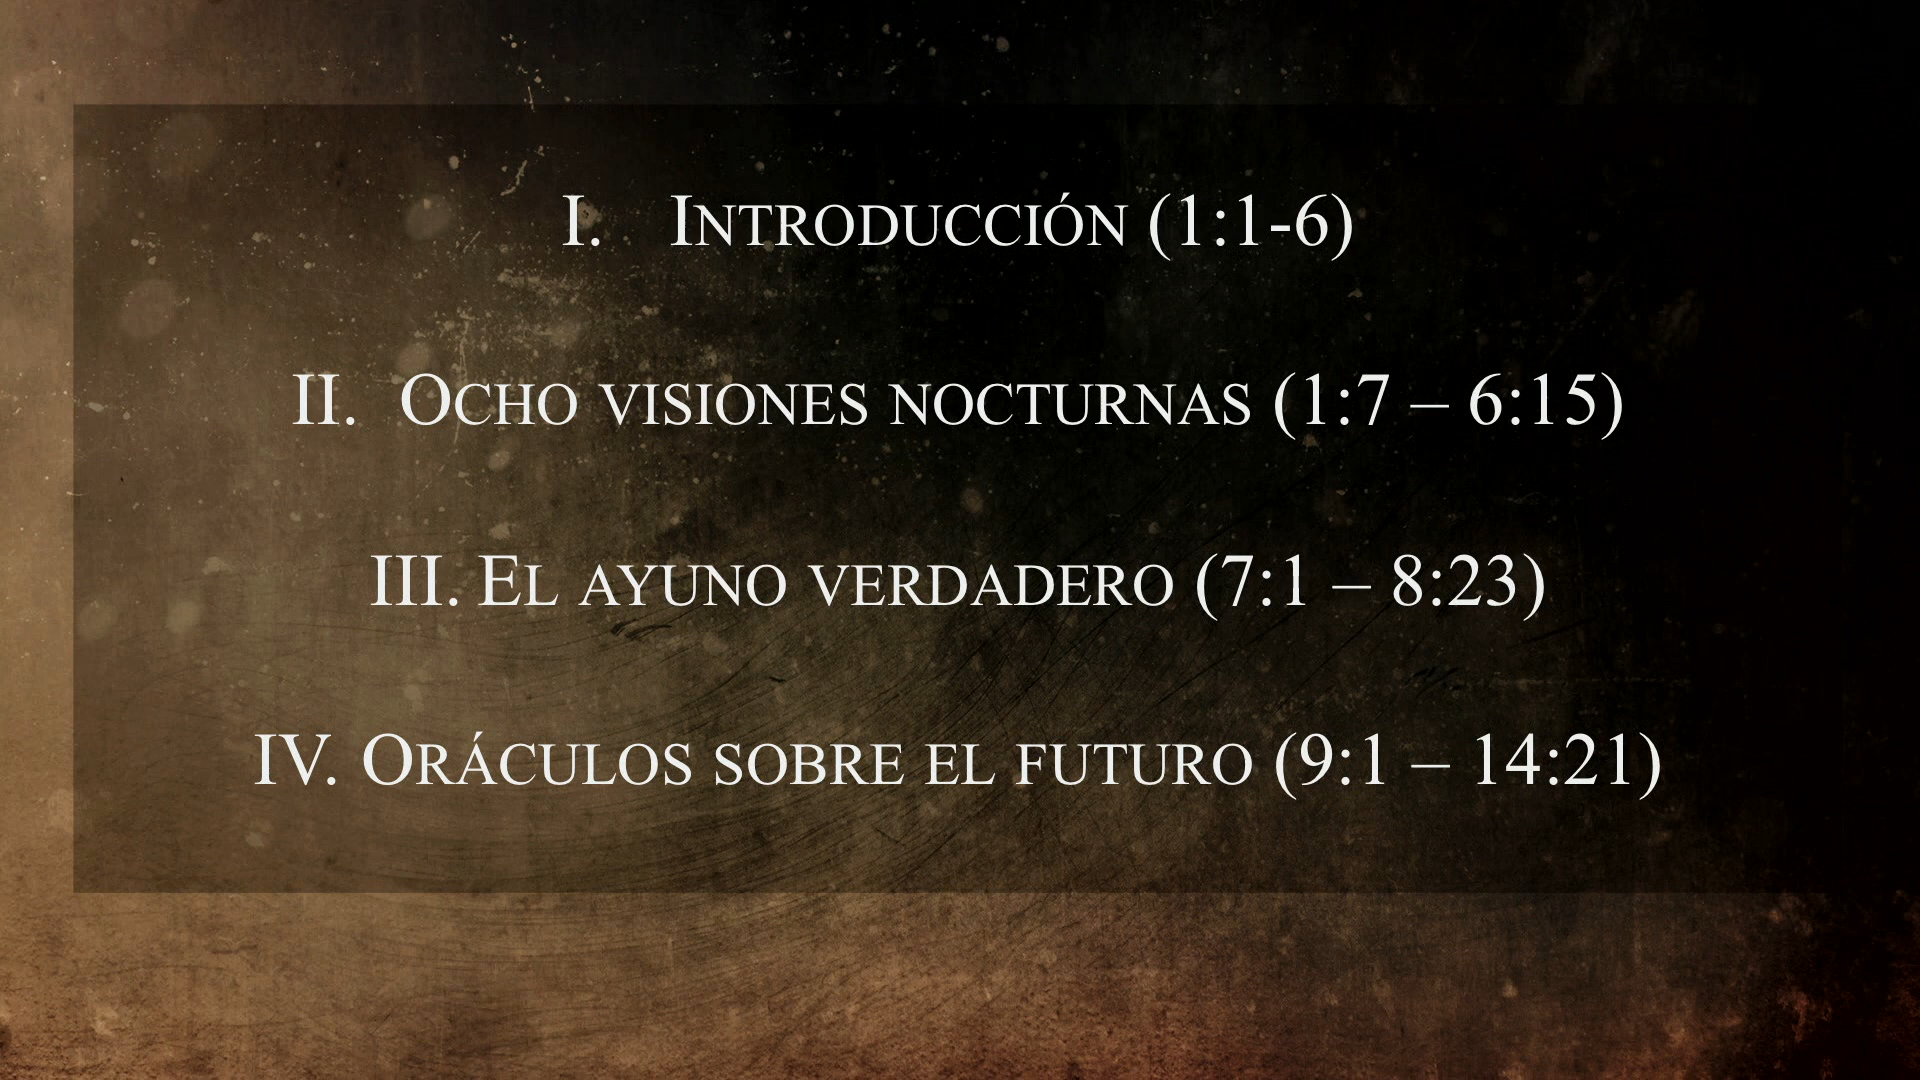 I. Introducción (1:1-6)
II. Ocho visiones nocturnas (1:7 – 6:15)
III. El ayuno verdadero (7:1 – 8:23)
IV. Oráculos sobre el futuro (9:1 – 14:21)